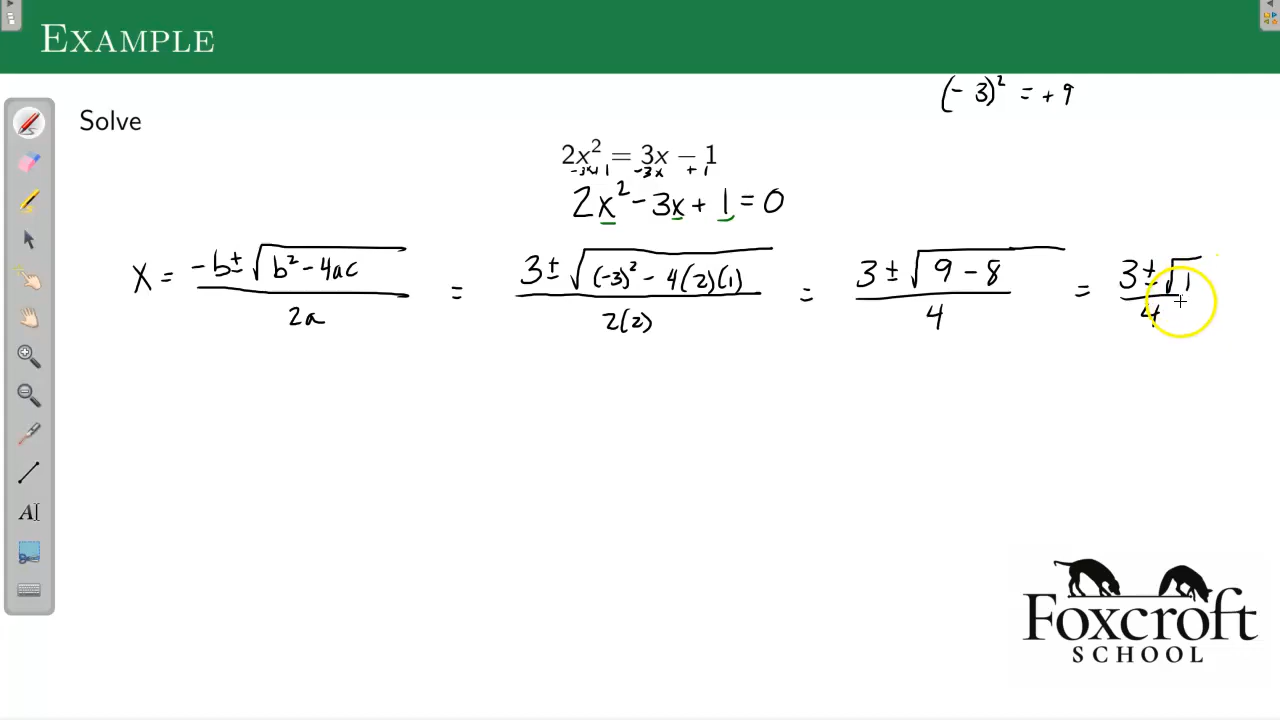 EXAMPLE
(-3)² = +9
Solve
2x² = 3x − 1
-3x+1 -3x +1
2x² - 3x + 1 = 0
X = (-b ± √(b² - 4ac))/(2a) = (3 ± √((-3)² - 4(2)(1)))/(2(2)) = (3 ± √(9 - 8))/4 = (3 ± √1)/4
AI
Foxcroft
SCHOOL